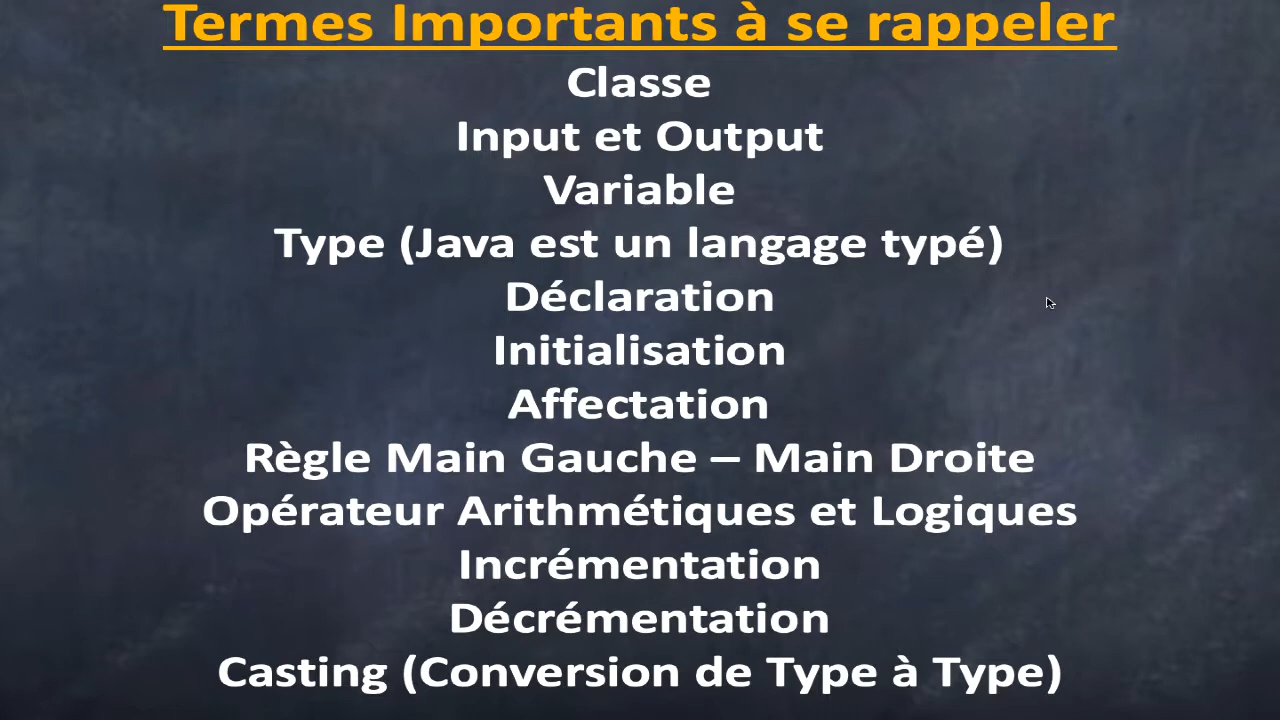 Termes Importants à se rappeler
Classe
Input et Output
Variable
Type (Java est un langage typé)
Déclaration
Initialisation
Affectation
Règle Main Gauche – Main Droite
Opérateur Arithmétiques et Logiques
Incrémentation
Décrémentation
Casting (Conversion de Type à Type)